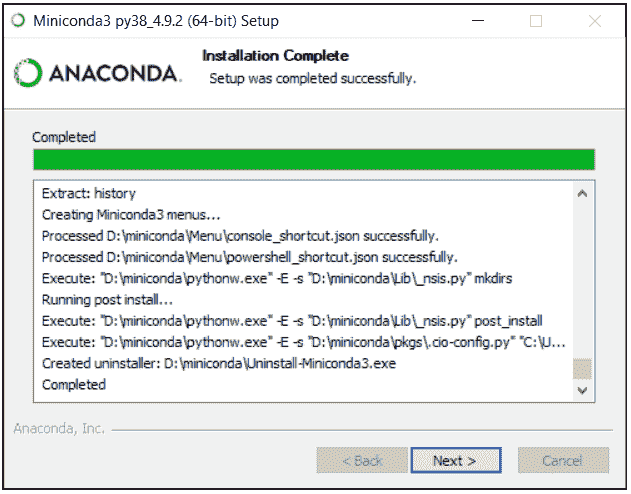 Miniconda3 py38_4.9.2 (64-bit) Setup
ANACONDA.
Installation Complete
Setup was completed successfully.
Completed
Extract: history
Creating Miniconda3 menus...
Processed D:\miniconda\Menu\console_shortcut.json successfully.
Processed D:\miniconda\Menu\powershell_shortcut.json successfully.
Execute: "D:\miniconda\pythonw.exe" -E -s "D:\miniconda\Lib\_nsis.py" mkdirs
Running post install...
Execute: "D:\miniconda\pythonw.exe" -E -s "D:\miniconda\Lib\_nsis.py" post_install
Execute: "D:\miniconda\pythonw.exe" -E -s "D:\miniconda\pkgs\.cio-config.py" "C:\U...
Created uninstaller: D:\miniconda\Uninstall-Miniconda3.exe
Completed
Anaconda, Inc.
< Back
Next >
Cancel